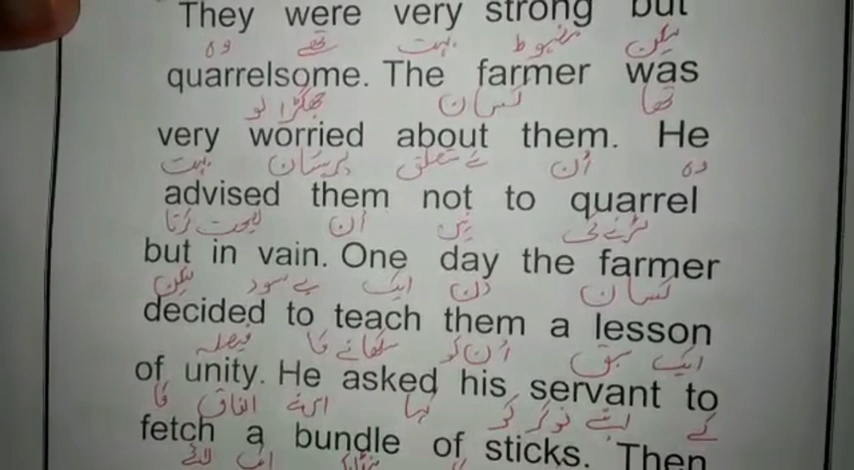 They were very strong but
وہ تھے بہت مضبوط لیکن
quarrelsome. The farmer was
جھگڑالو کسان تھا
very worried about them. He
بہت پریشان کے متعلق اُن وہ
advised them not to quarrel
نصیحت کرتا اُن نہیں لڑنے کی
but in vain. One day the farmer
لیکن بے سود ایک دن کسان
decided to teach them a lesson
فیصلہ سکھانے کا اُن کو سبق ایک
of unity. He asked his servant to
کا اتفاق اس نے کہا اپنے نوکر کو کے
fetch a bundle of sticks. Then